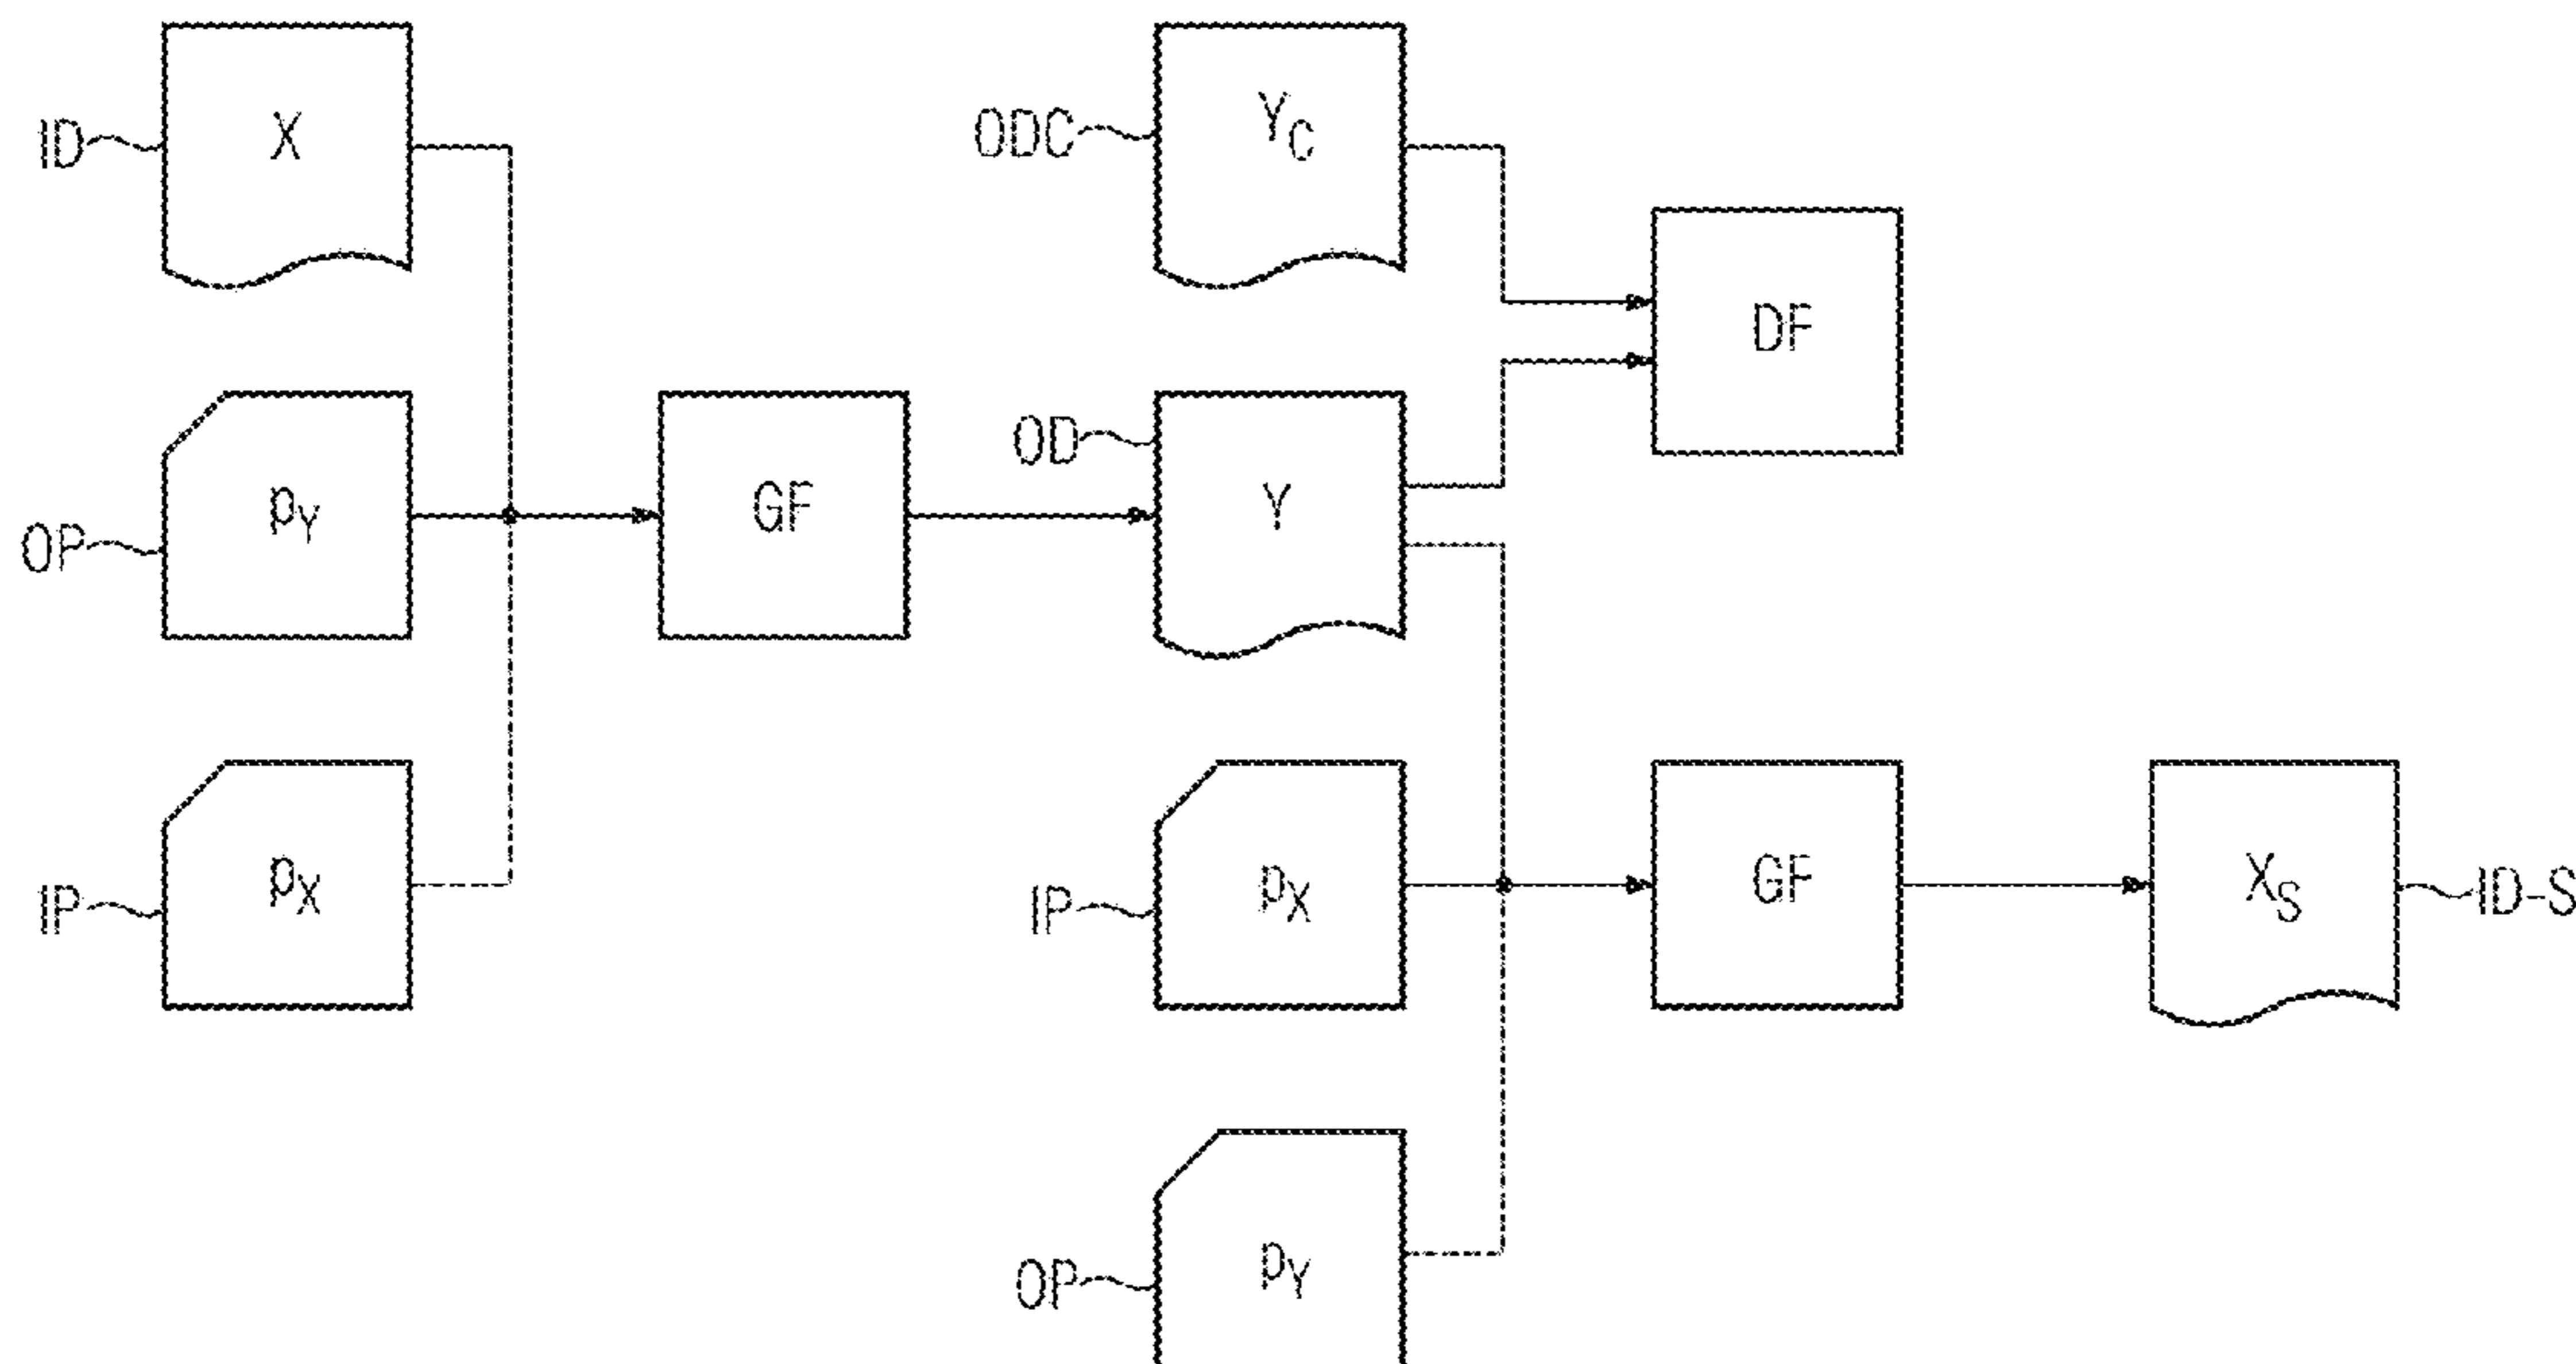 ID
X
ODC
Y_C
DF
OP
p_Y
GF
OD
Y
IP
p_X
IP
p_X
GF
X_S
ID-S
OP
p_Y